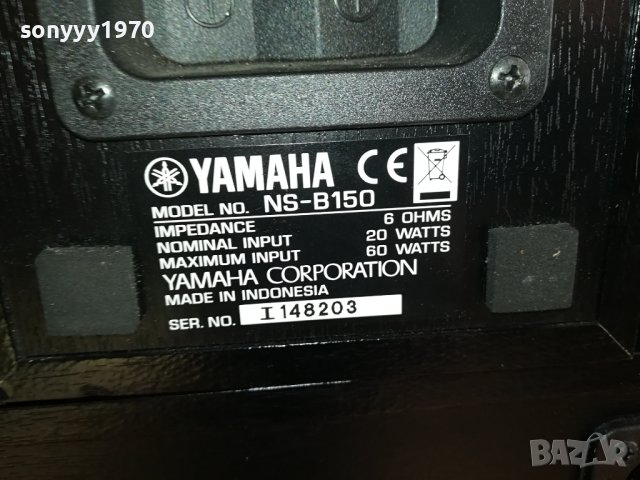 sonyyy1970
YAMAHA CE
MODEL NO. NS-B150
IMPEDANCE 6 OHMS
NOMINAL INPUT 20 WATTS
MAXIMUM INPUT 60 WATTS
YAMAHA CORPORATION
MADE IN INDONESIA
SER. NO. I 148203
BAZAR